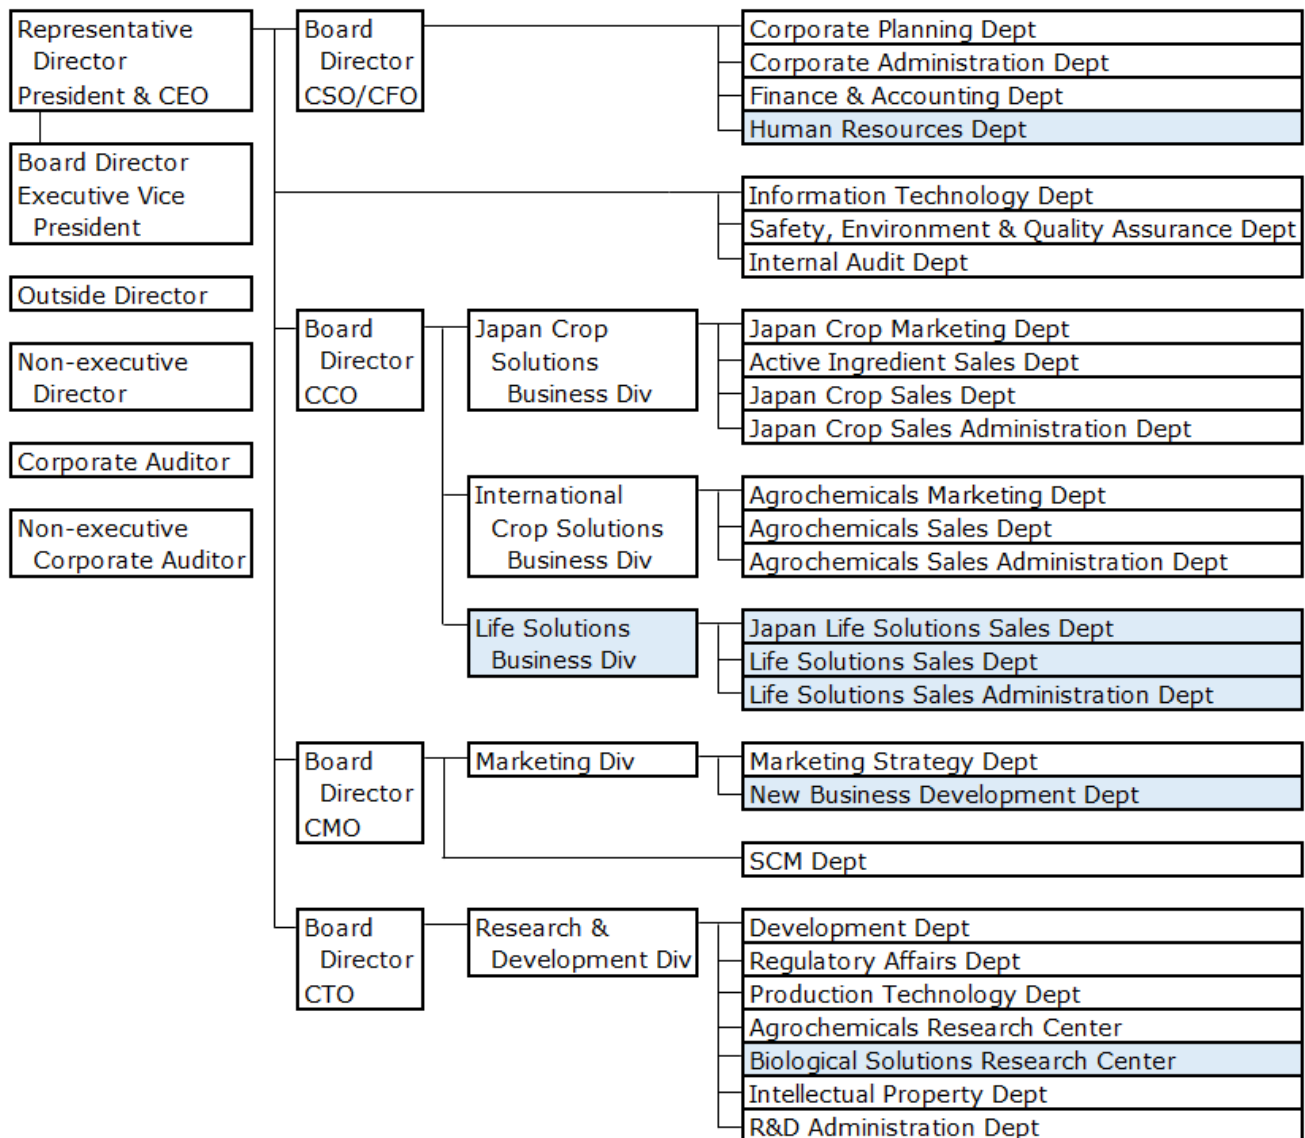 Representative
Director
President & CEO
Board Director
Executive Vice
President
Outside Director
Non-executive
Director
Corporate Auditor
Non-executive
Corporate Auditor
Board
Director
CSO/CFO
Corporate Planning Dept
Corporate Administration Dept
Finance & Accounting Dept
Human Resources Dept
Information Technology Dept
Safety, Environment & Quality Assurance Dept
Internal Audit Dept
Board
Director
CCO
Japan Crop
Solutions
Business Div
Japan Crop Marketing Dept
Active Ingredient Sales Dept
Japan Crop Sales Dept
Japan Crop Sales Administration Dept
International
Crop Solutions
Business Div
Agrochemicals Marketing Dept
Agrochemicals Sales Dept
Agrochemicals Sales Administration Dept
Life Solutions
Business Div
Japan Life Solutions Sales Dept
Life Solutions Sales Dept
Life Solutions Sales Administration Dept
Board
Director
CMO
Marketing Div
Marketing Strategy Dept
New Business Development Dept
SCM Dept
Board
Director
CTO
Research &
Development Div
Development Dept
Regulatory Affairs Dept
Production Technology Dept
Agrochemicals Research Center
Biological Solutions Research Center
Intellectual Property Dept
R&D Administration Dept